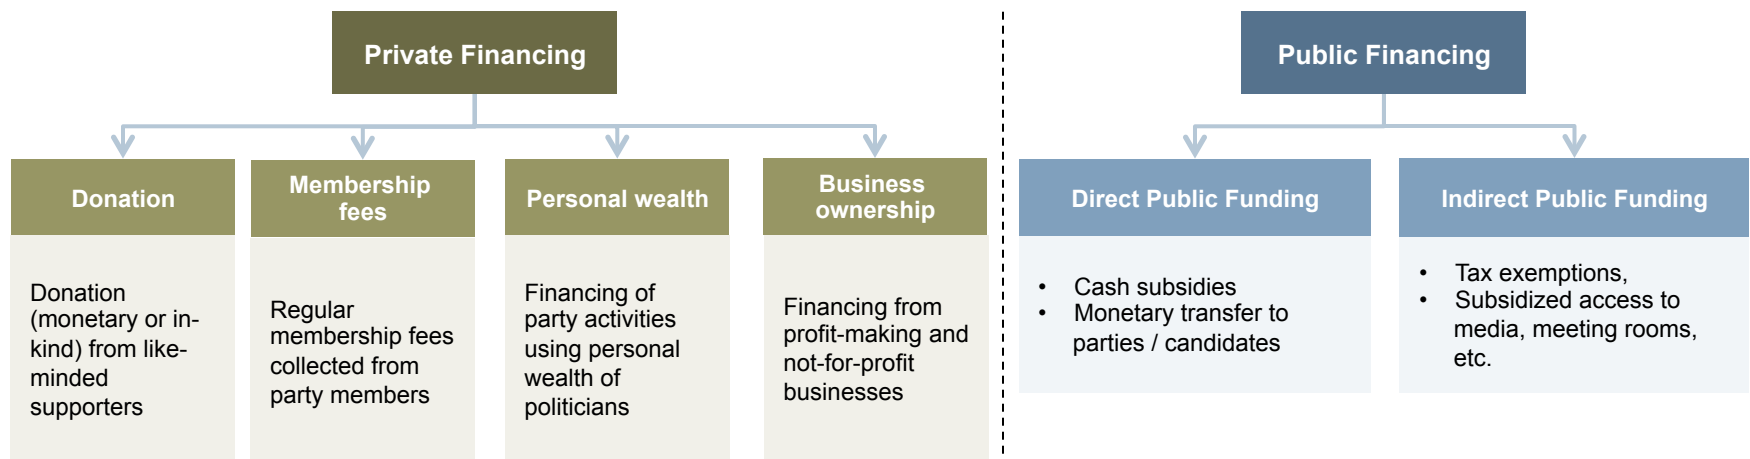 Private Financing
Public Financing
Donation
Membership
fees
Personal wealth
Business
ownership
Direct Public Funding
Indirect Public Funding
Donation
(monetary or in-
kind) from like-
minded
supporters
Regular
membership fees
collected from
party members
Financing of
party activities
using personal
wealth of
politicians
Financing from
profit-making and
not-for-profit
businesses
• Cash subsidies
• Monetary transfer to
parties / candidates
• Tax exemptions,
• Subsidized access to
media, meeting rooms,
etc.